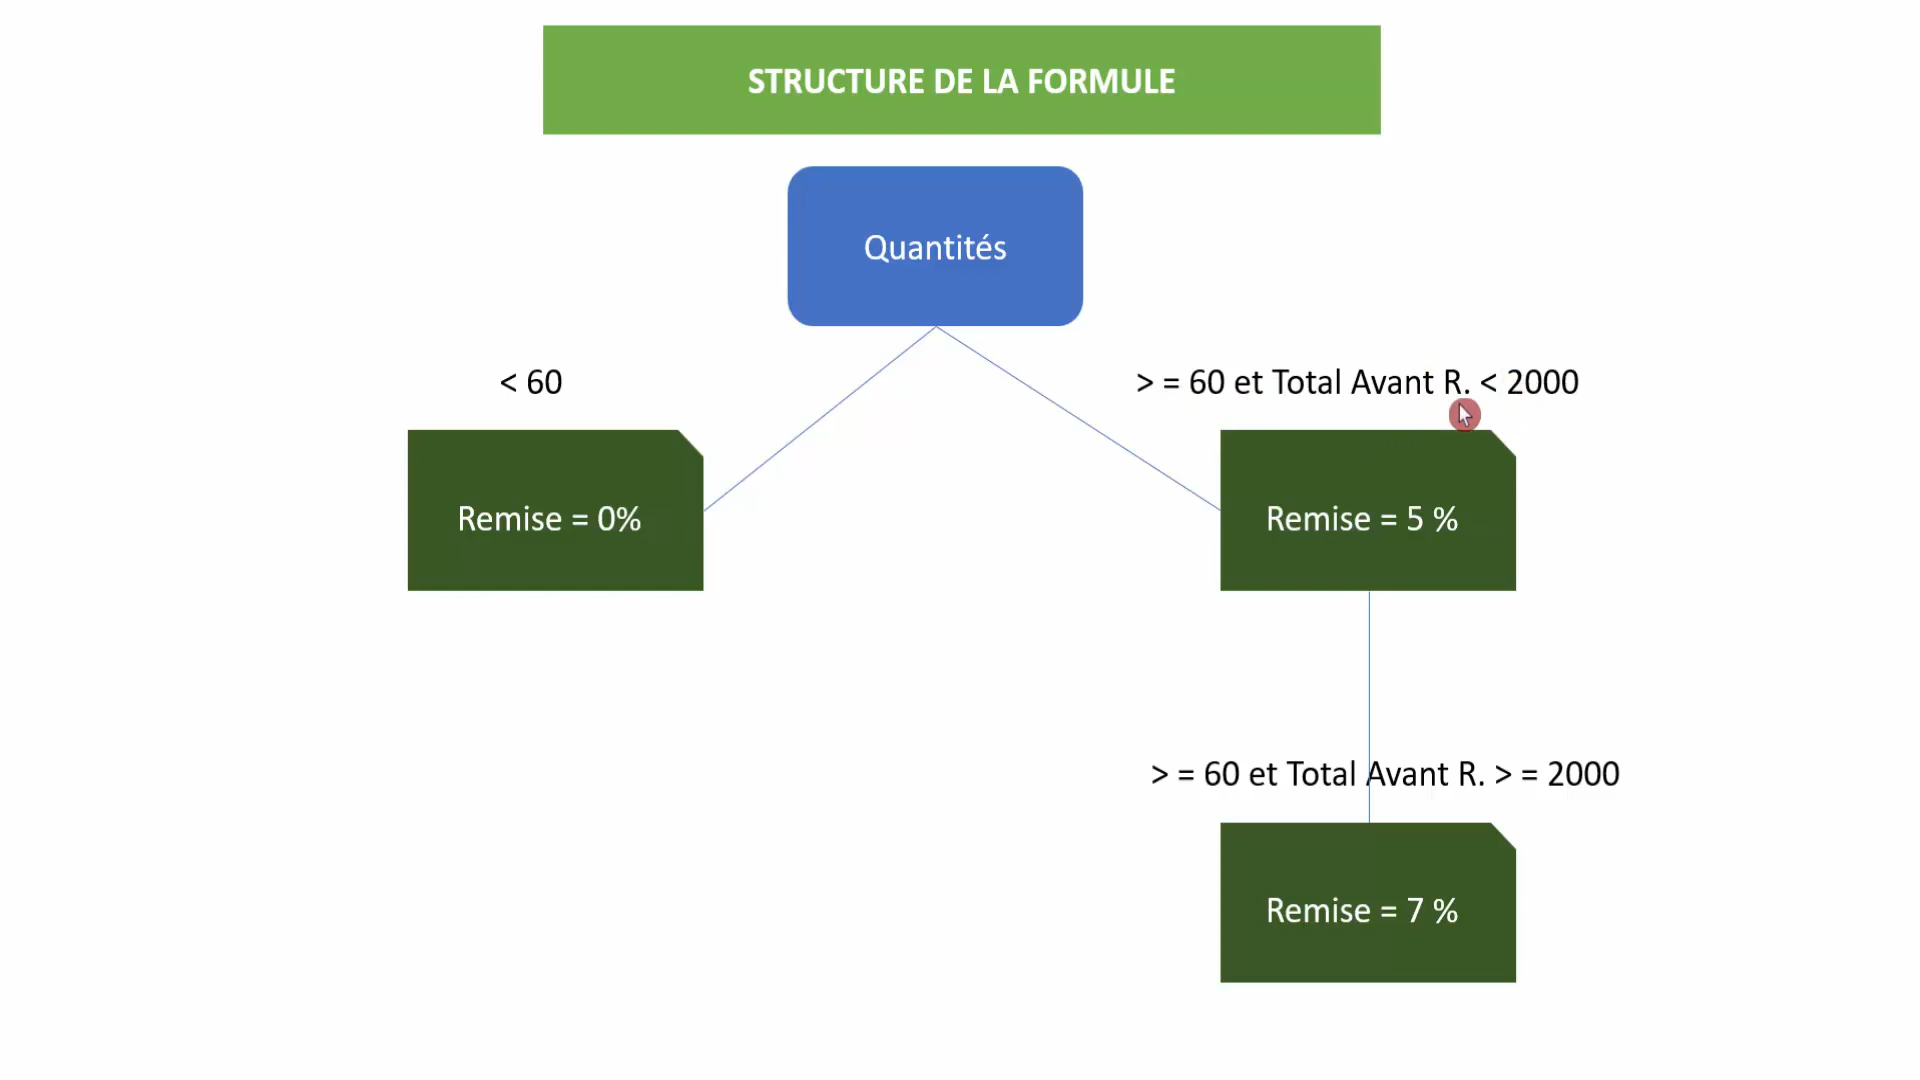 STRUCTURE DE LA FORMULE
Quantités
< 60
> = 60 et Total Avant R. < 2000
Remise = 0%
Remise = 5 %
> = 60 et Total Avant R. > = 2000
Remise = 7 %